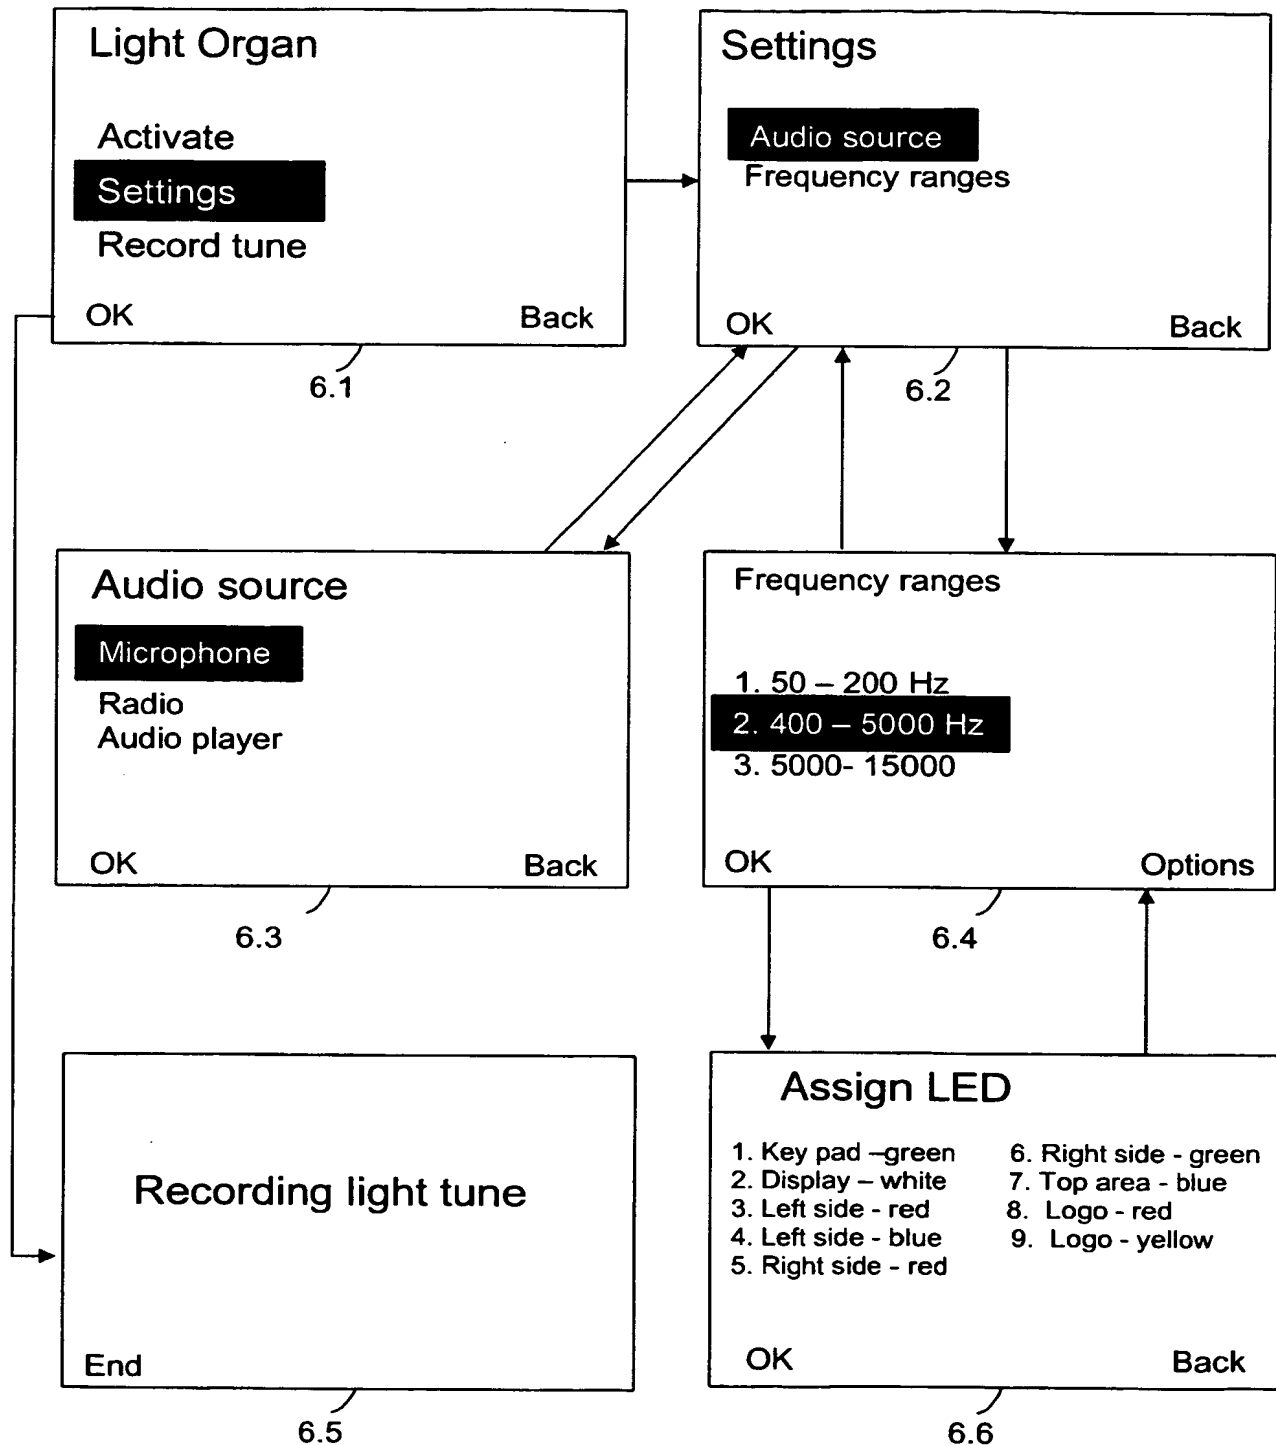 Light Organ
Activate
Settings
Record tune
OK
Back
6.1
Settings
Audio source
Frequency ranges
OK
Back
6.2
Audio source
Microphone
Radio
Audio player
OK
Back
6.3
Frequency ranges
1. 50 – 200 Hz
2. 400 – 5000 Hz
3. 5000- 15000
OK
Options
6.4
Recording light tune
End
6.5
Assign LED
1. Key pad –green
2. Display – white
3. Left side - red
4. Left side - blue
5. Right side - red
6. Right side - green
7. Top area - blue
8. Logo - red
9. Logo - yellow
OK
Back
6.6